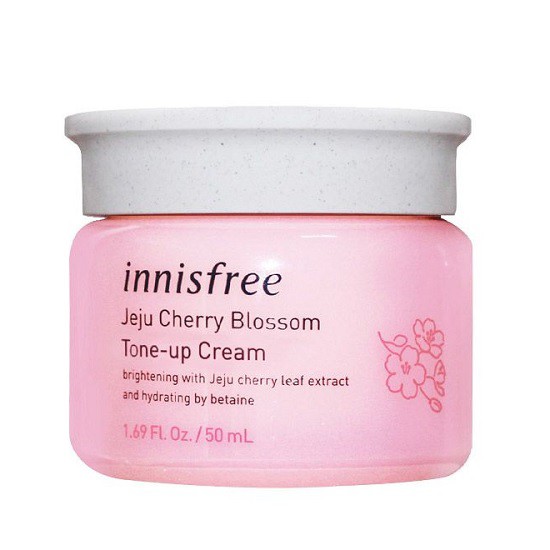 innisfree
Jeju Cherry Blossom
Tone-up Cream
brightening with Jeju cherry leaf extract
and hydrating by betaine
1.69 Fl. Oz. / 50 mL